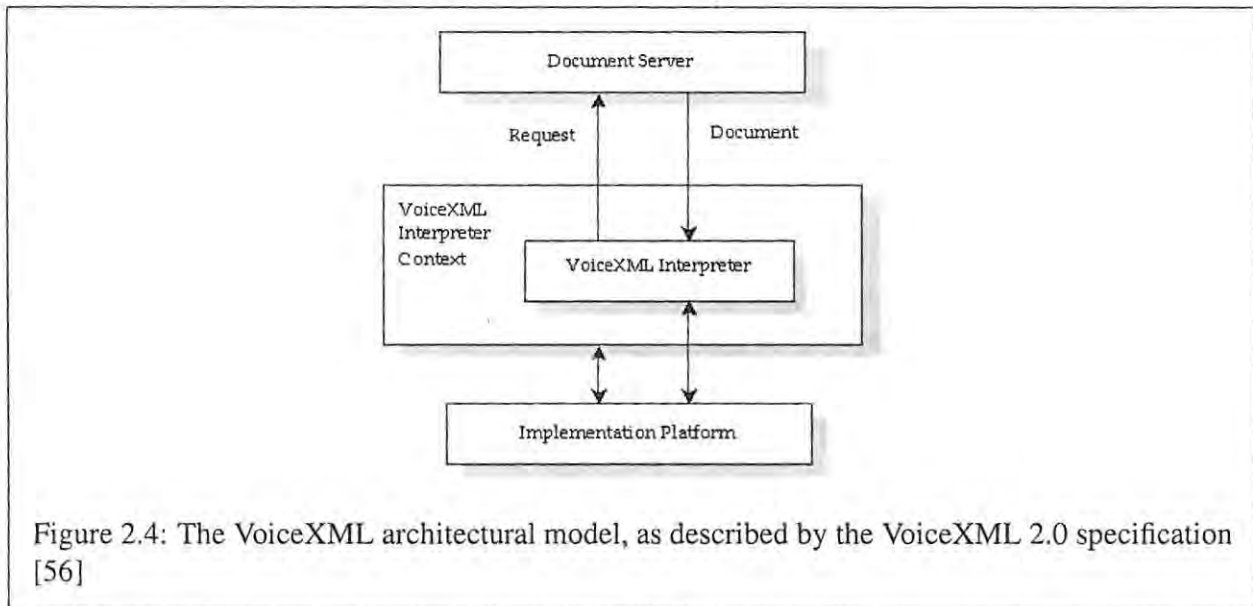 Document Server
Request
Document
VoiceXML
Interpreter
Context
VoiceXML Interpreter
Implementation Platform
Figure 2.4: The VoiceXML architectural model, as described by the VoiceXML 2.0 specification
[56]